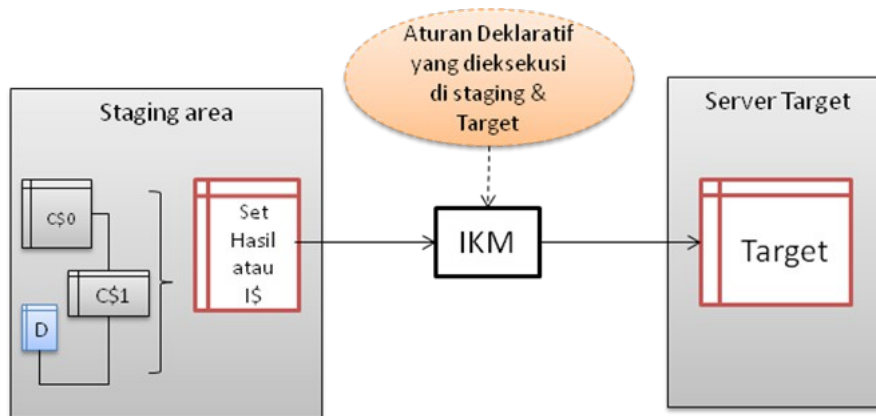 Aturan Deklaratif
yang dieksekusi
di staging &
Target
Staging area
C$0
C$1
D
Set
Hasil
atau
I$
IKM
Server Target
Target